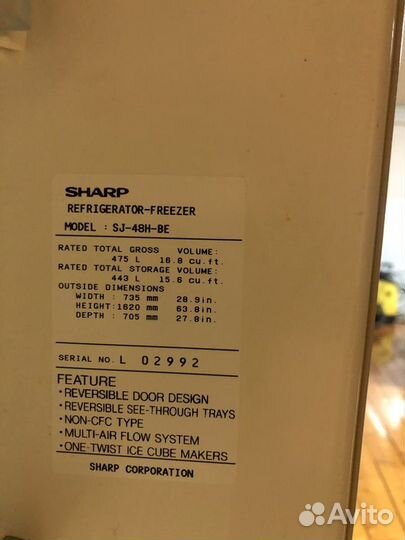 SHARP
REFRIGERATOR-FREEZER
MODEL : SJ-48H-BE
RATED TOTAL GROSS VOLUME:
475 L 16.8 cu.ft.
RATED TOTAL STORAGE VOLUME:
443 L 15.6 cu.ft.
OUTSIDE DIMENSIONS
WIDTH : 735 mm 28.9in.
HEIGHT:1620 mm 63.8in.
DEPTH : 705 mm 27.8in.
SERIAL NO. L 02992
FEATURE
• REVERSIBLE DOOR DESIGN
• REVERSIBLE SEE-THROUGH TRAYS
• NON-CFC TYPE
• MULTI-AIR FLOW SYSTEM
• ONE-TWIST ICE CUBE MAKERS
SHARP CORPORATION
Avito